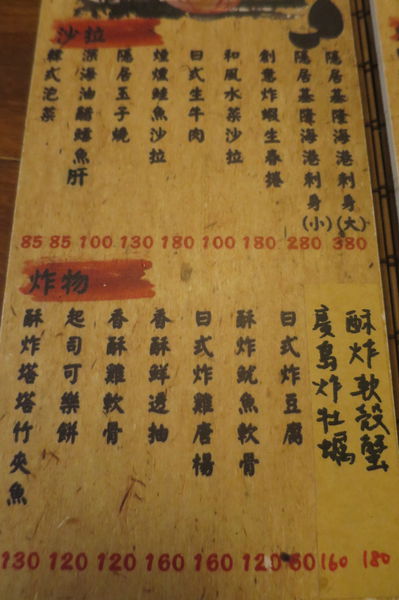 沙拉
隱居基隆海港刺身(大)
隱居基隆海港刺身(小)
創意炸蝦生春捲
和風水菜沙拉
日式生牛肉
煙燻鮭魚沙拉
隱居玉子燒
深海油醋鱈魚肝
韓式泡菜
85 85 100 130 180 100 180 280 380
炸物
酥炸軟殼蟹
廣島炸牡蠣
日式炸豆腐
酥炸魷魚軟骨
日式炸雞唐楊
香酥鮮透抽
香酥雞軟骨
起司可樂餅
酥炸塔塔竹夾魚
130 120 120 160 160 120 60 160 180